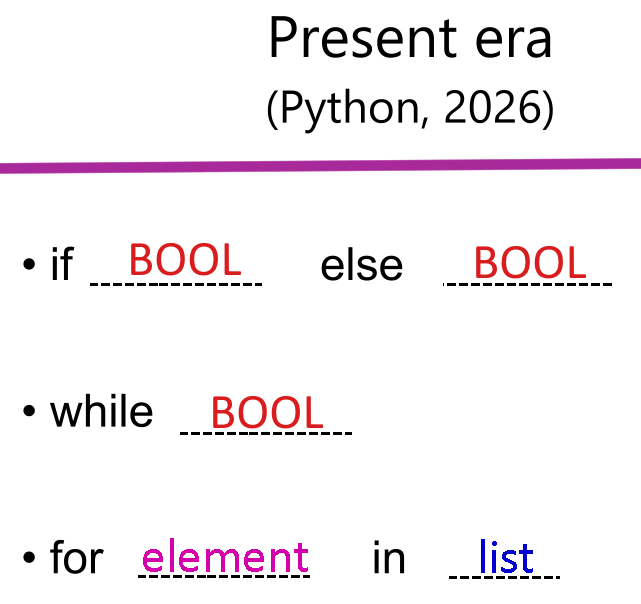 Present era
(Python, 2026)
• if BOOL else BOOL
• while BOOL
• for element in list